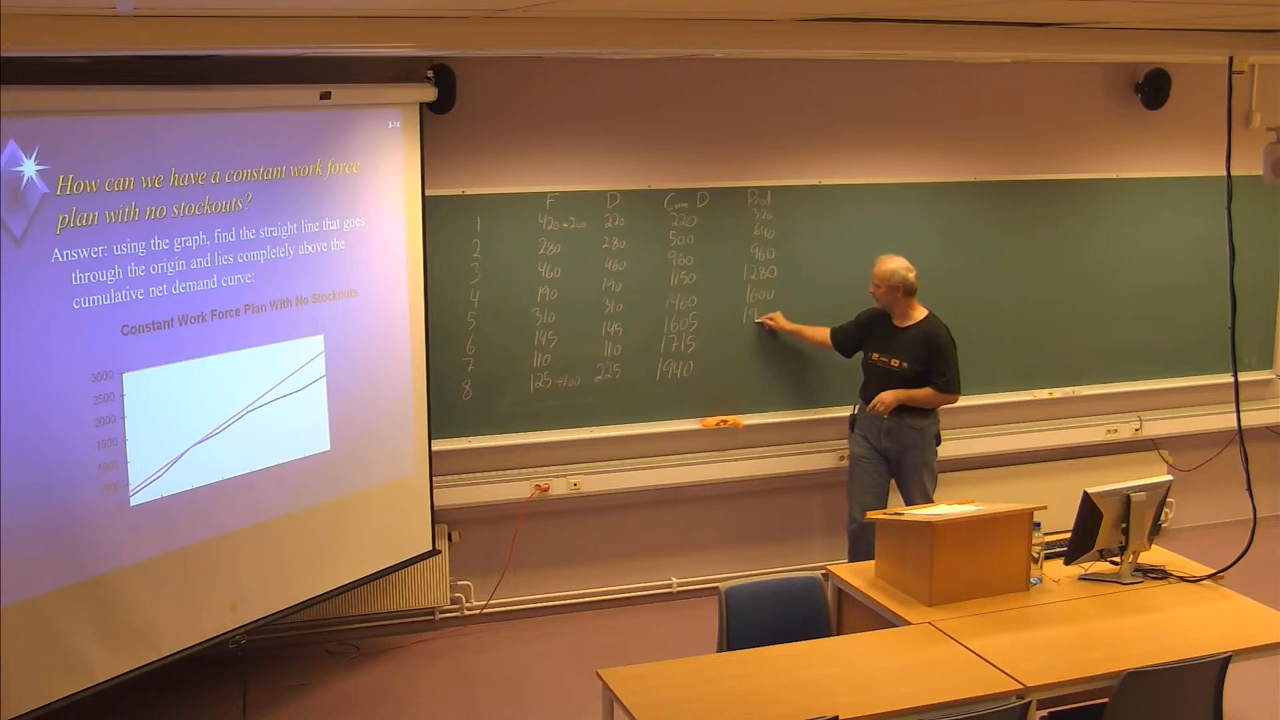 3-14
How can we have a constant work force
plan with no stockouts?
Answer: using the graph, find the straight line that goes
through the origin and lies completely above the
cumulative net demand curve:
Constant Work Force Plan With No Stockouts
3000
2500
2000
1500
1000
500
F D Cum D Prod
1 420-200 220 220 320
2 280 280 500 640
3 460 460 960 960
4 190 190 1150 1280
5 310 310 1460 1600
6 145 145 1605 19
7 110 110 1715
8 125+100 225 1940